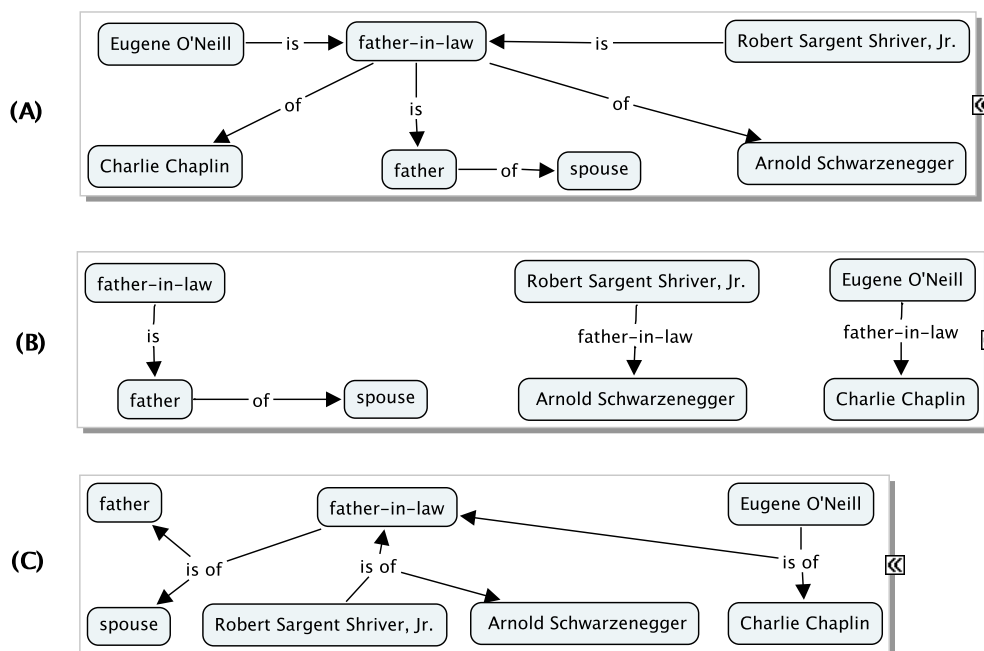 Eugene O'Neill
is
father-in-law
is
Robert Sargent Shriver, Jr.
(A)
of
is
of
Charlie Chaplin
father
of
spouse
Arnold Schwarzenegger
father-in-law
Robert Sargent Shriver, Jr.
Eugene O'Neill
(B)
is
father-in-law
father-in-law
father
of
spouse
Arnold Schwarzenegger
Charlie Chaplin
father
father-in-law
Eugene O'Neill
(C)
is of
is of
is of
spouse
Robert Sargent Shriver, Jr.
Arnold Schwarzenegger
Charlie Chaplin